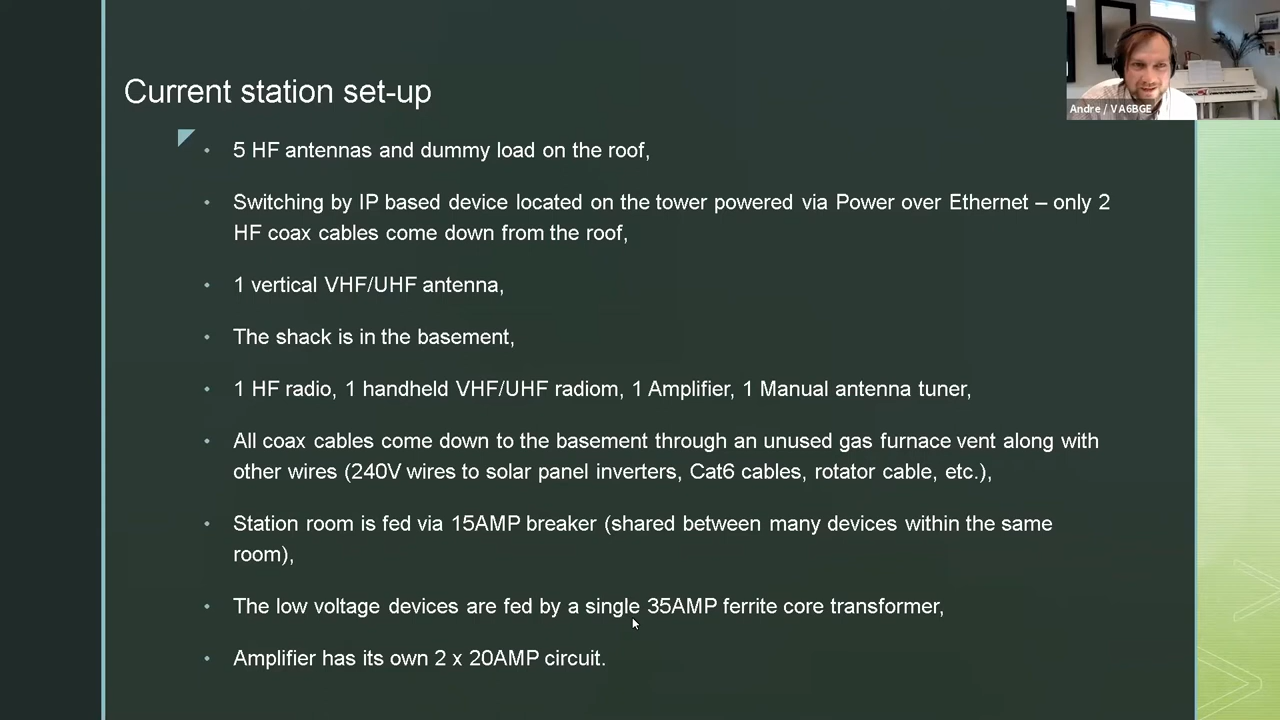 Current station set-up
Andre / VA6BGE
• 5 HF antennas and dummy load on the roof,
• Switching by IP based device located on the tower powered via Power over Ethernet – only 2
HF coax cables come down from the roof,
• 1 vertical VHF/UHF antenna,
• The shack is in the basement,
• 1 HF radio, 1 handheld VHF/UHF radiom, 1 Amplifier, 1 Manual antenna tuner,
• All coax cables come down to the basement through an unused gas furnace vent along with
other wires (240V wires to solar panel inverters, Cat6 cables, rotator cable, etc.),
• Station room is fed via 15AMP breaker (shared between many devices within the same
room),
• The low voltage devices are fed by a single 35AMP ferrite core transformer,
• Amplifier has its own 2 x 20AMP circuit.